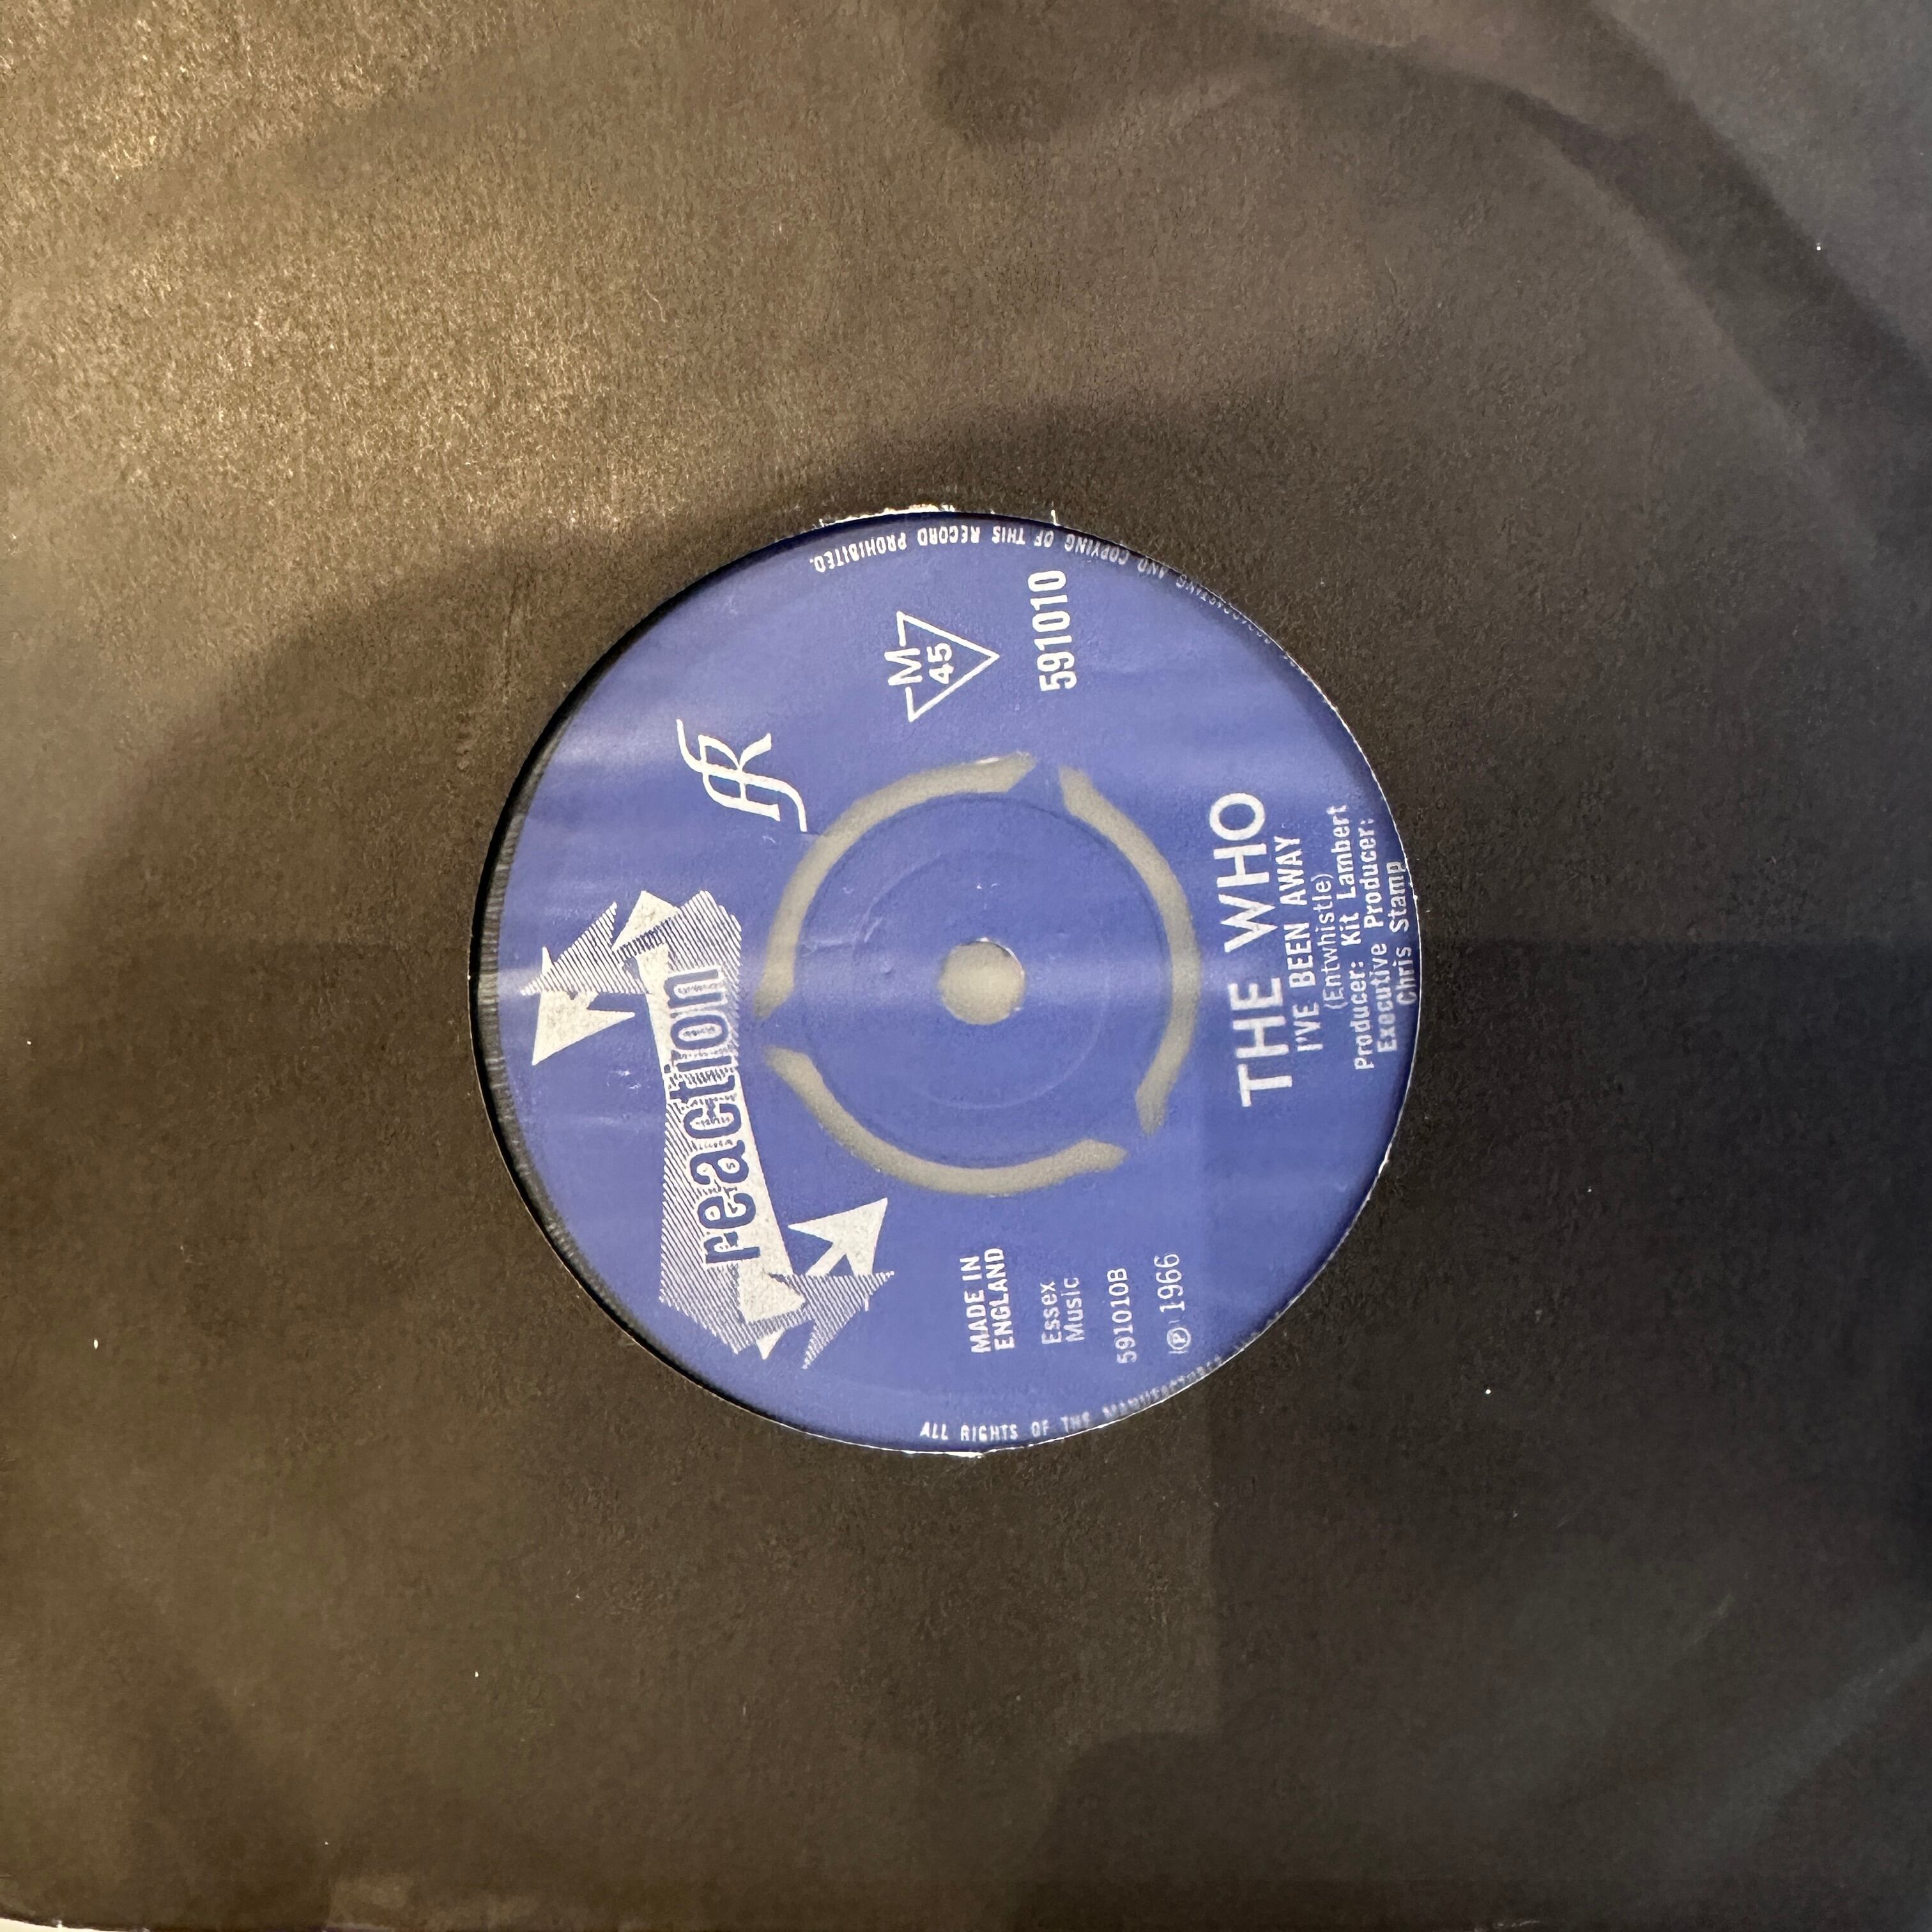 reaction
AR
MADE IN
ENGLAND
Essex
Music
591010B
Ⓟ 1966
M
45
591010
THE WHO
I'VE BEEN AWAY
(Entwhistle)
Producer: Kit Lambert
Executive Producer:
Chris Stamp
ALL RIGHTS OF THE MANUFACTURER
AND COPYING OF THIS RECORD PROHIBITED.